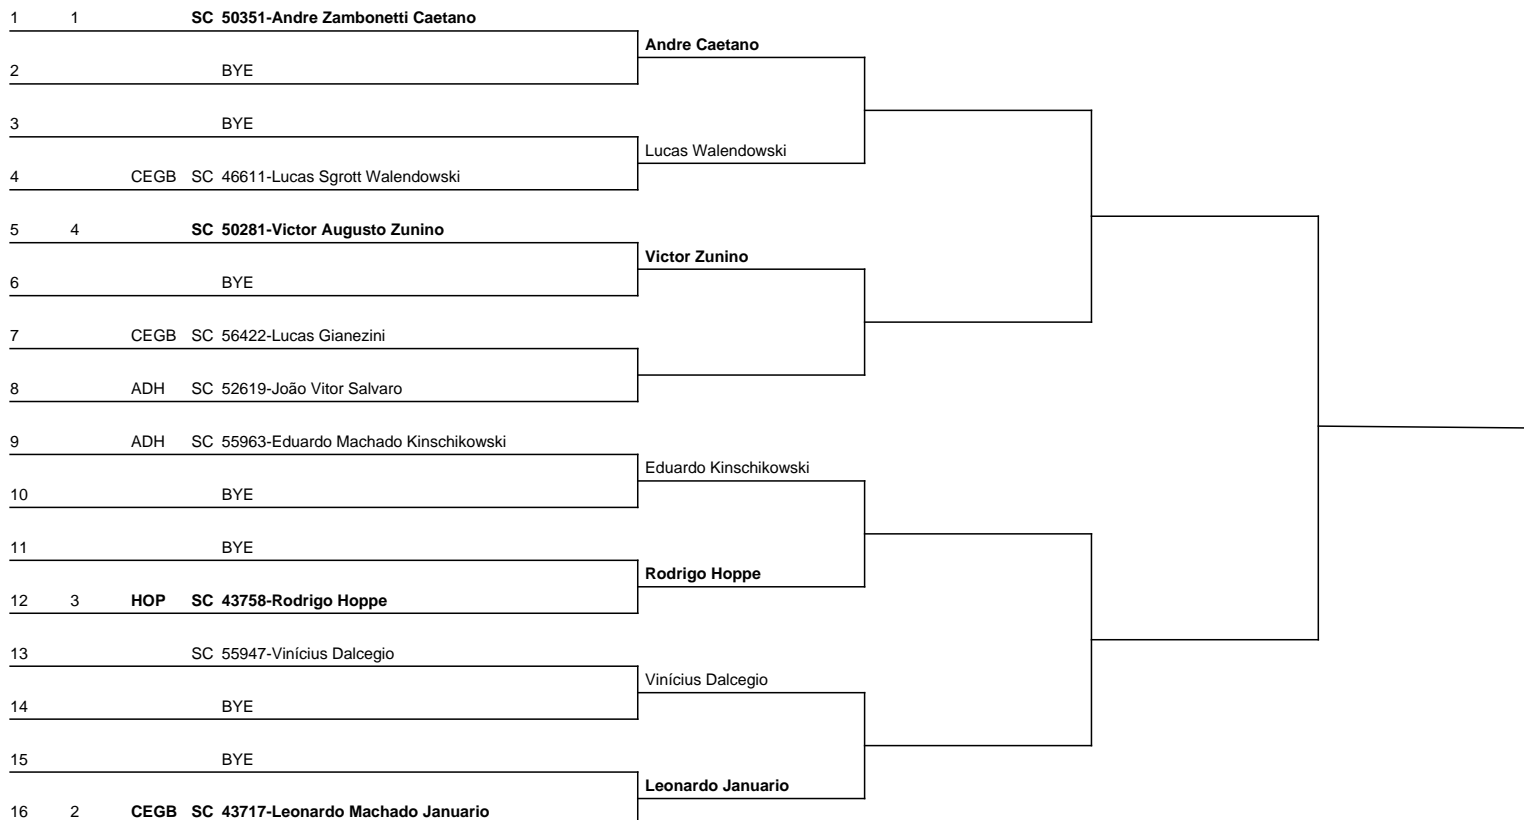 1 1 SC 50351-Andre Zambonetti Caetano
Andre Caetano
2 BYE
3 BYE
Lucas Walendowski
4 CEGB SC 46611-Lucas Sgrott Walendowski
5 4 SC 50281-Victor Augusto Zunino
Victor Zunino
6 BYE
7 CEGB SC 56422-Lucas Gianezini
8 ADH SC 52619-João Vitor Salvaro
9 ADH SC 55963-Eduardo Machado Kinschikowski
Eduardo Kinschikowski
10 BYE
11 BYE
Rodrigo Hoppe
12 3 HOP SC 43758-Rodrigo Hoppe
13 SC 55947-Vinícius Dalcegio
Vinícius Dalcegio
14 BYE
15 BYE
Leonardo Januario
16 2 CEGB SC 43717-Leonardo Machado Januario